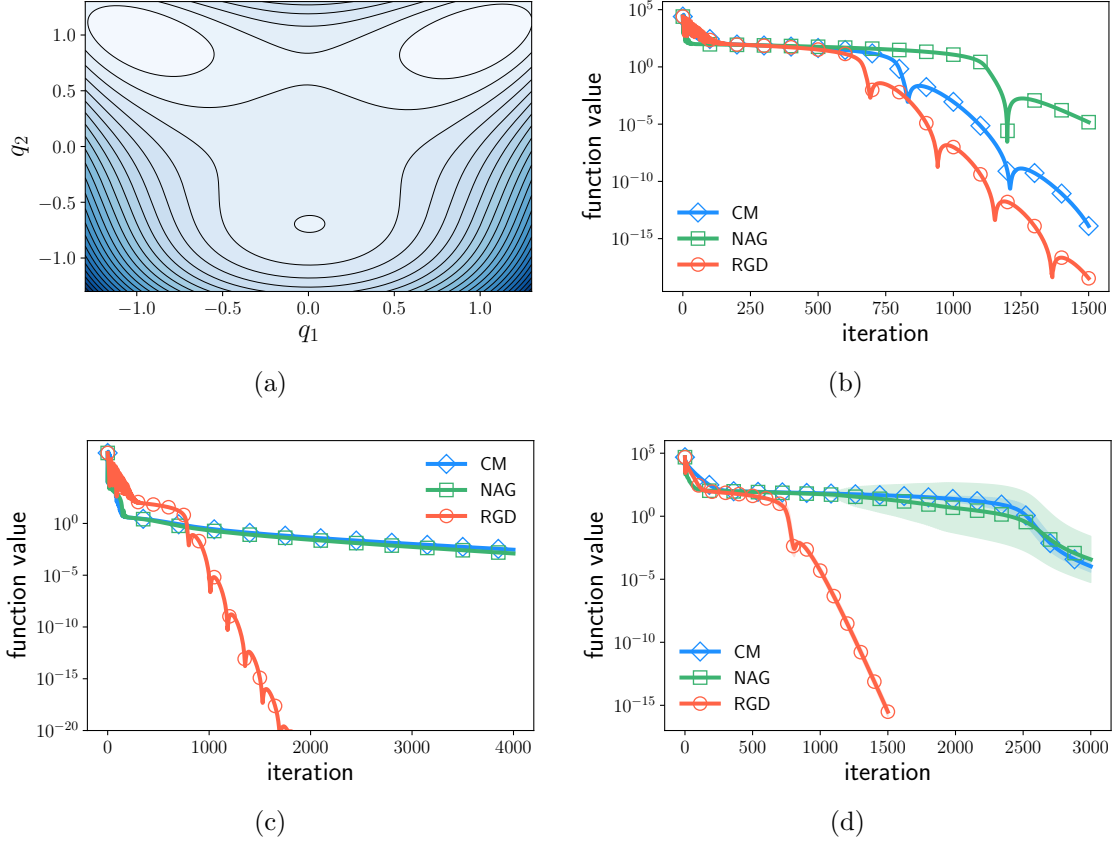 1.0
0.5
0.0
−0.5
−1.0
q2
−1.0 −0.5 0.0 0.5 1.0
q1
(a)
10^5
10^0
10^−5
10^−10
10^−15
function value
CM
NAG
RGD
0 250 500 750 1000 1250 1500
iteration
(b)
10^0
10^−5
10^−10
10^−15
10^−20
function value
CM
NAG
RGD
0 1000 2000 3000 4000
iteration
(c)
10^5
10^0
10^−5
10^−10
10^−15
function value
CM
NAG
RGD
0 500 1000 1500 2000 2500 3000
iteration
(d)